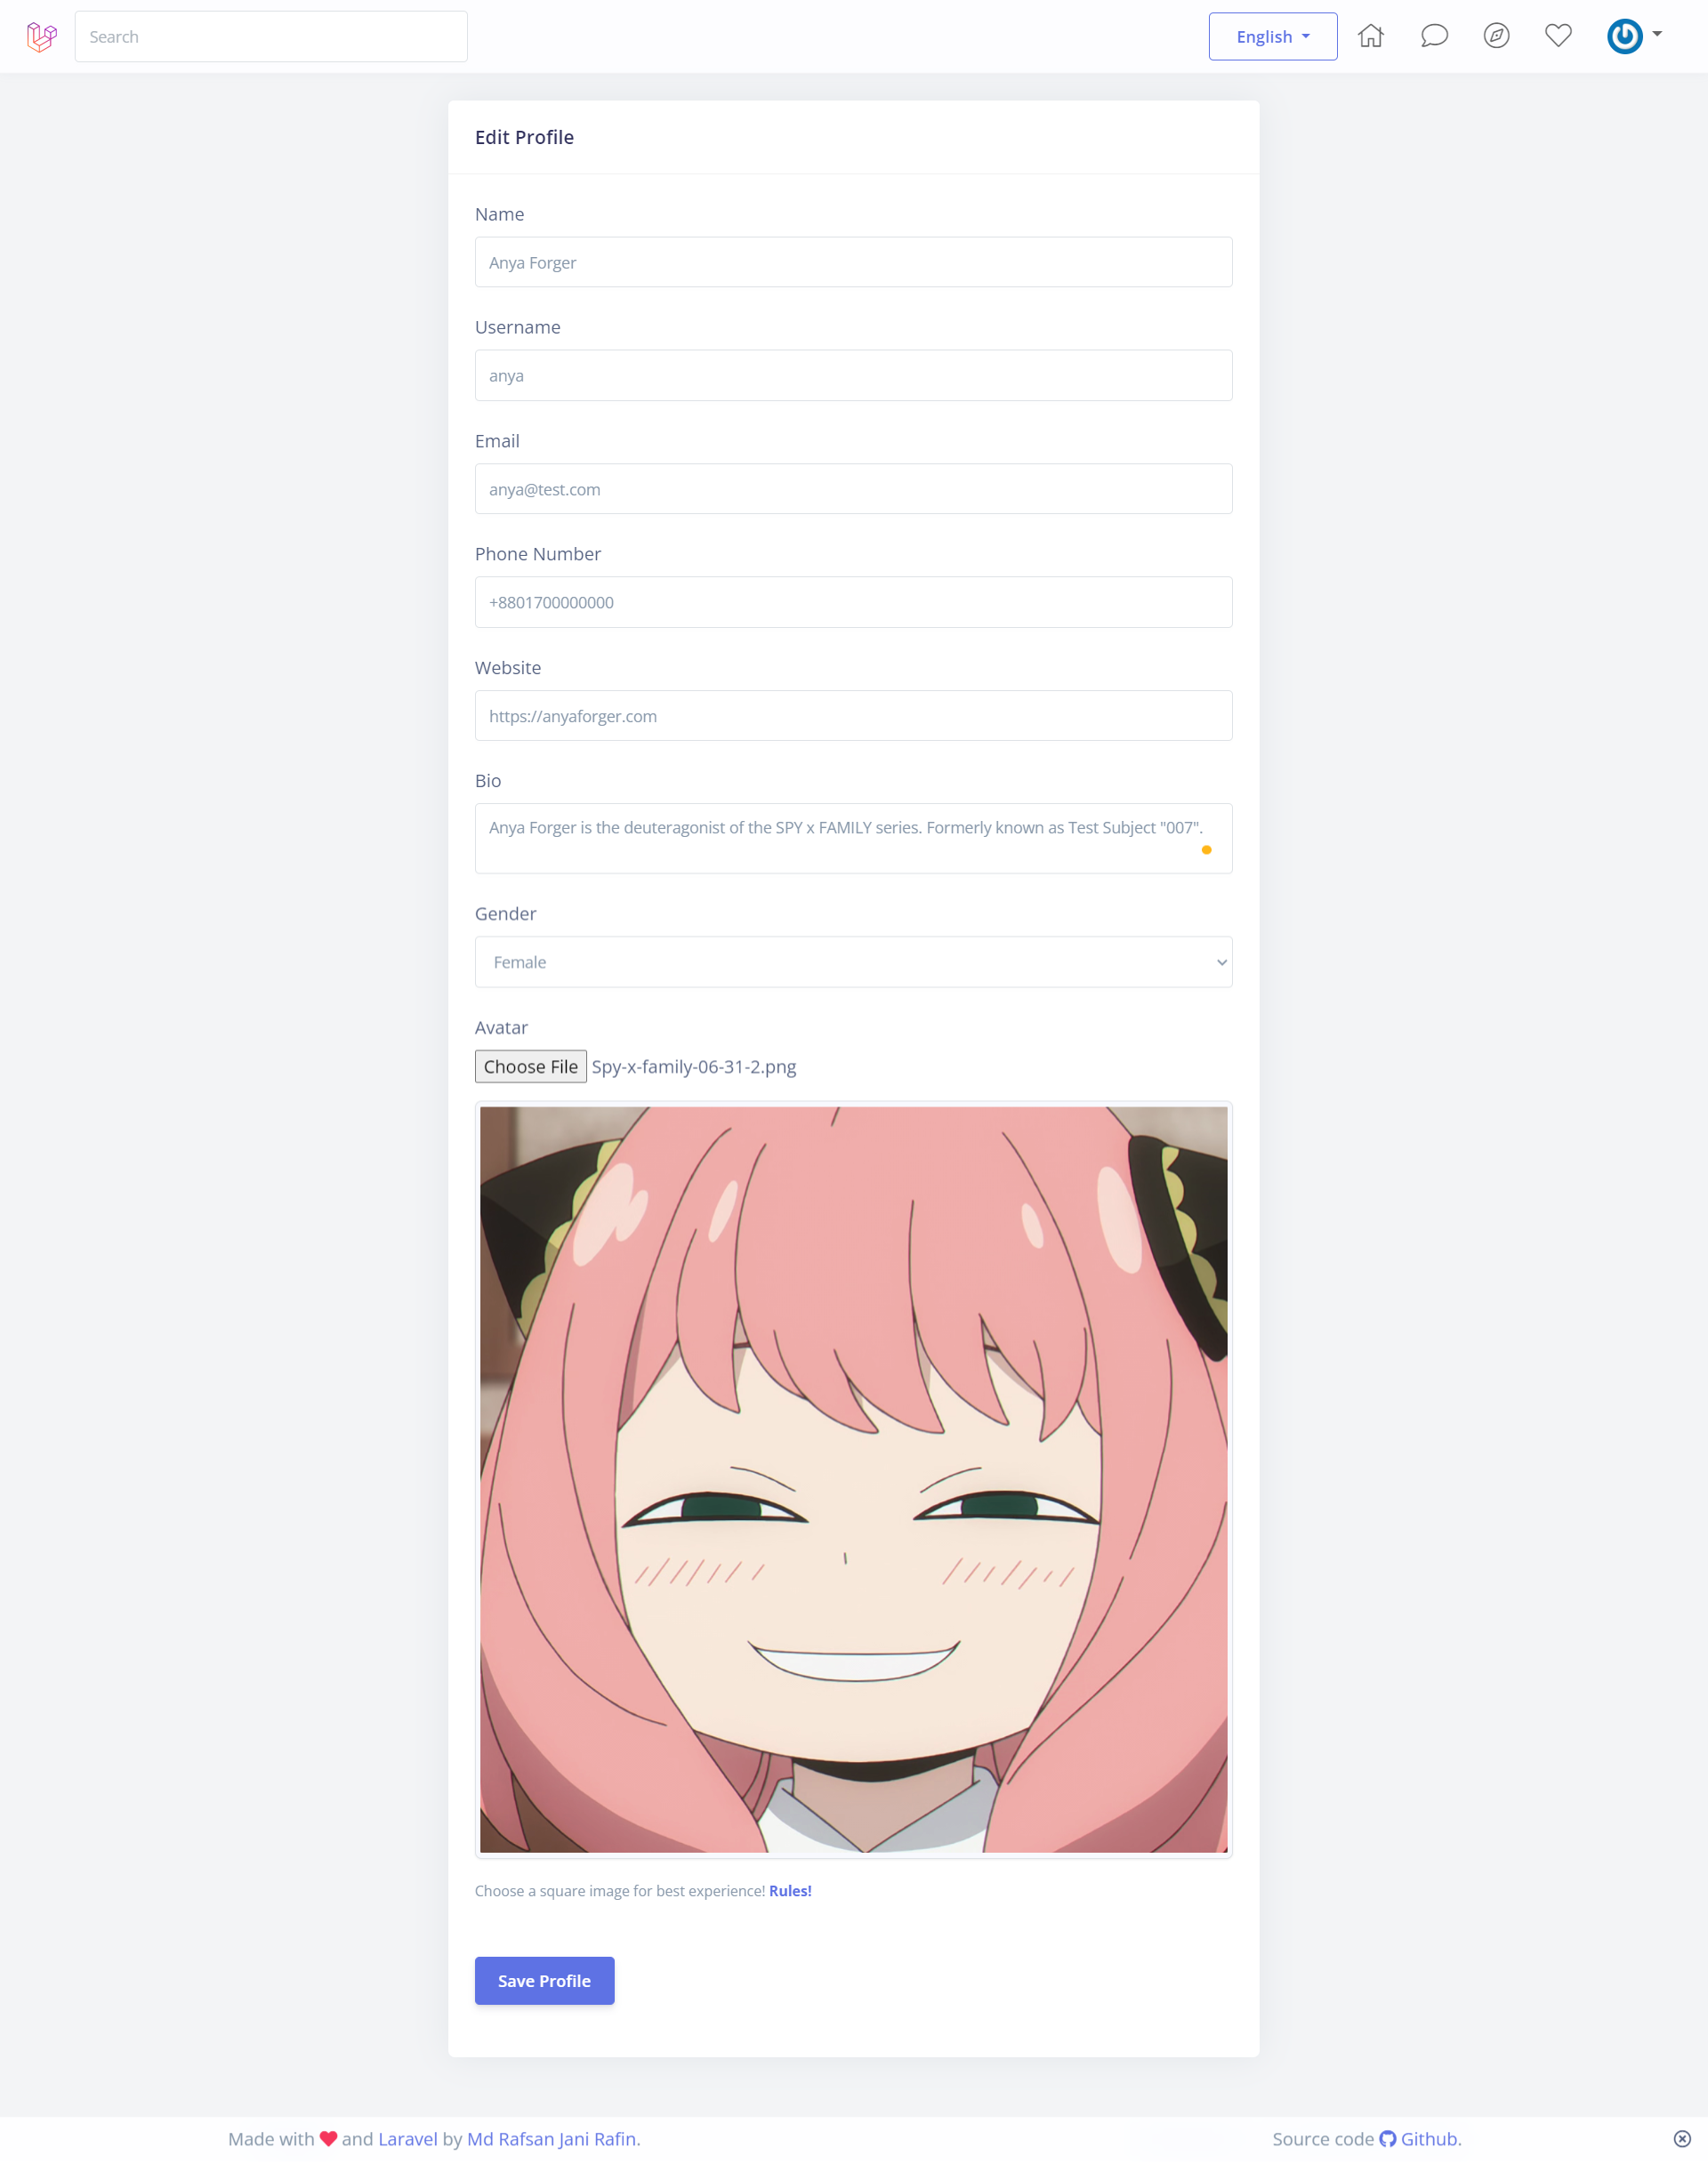 Search
English
Edit Profile
Name
Anya Forger
Username
anya
Email
anya@test.com
Phone Number
+8801700000000
Website
https://anyaforger.com
Bio
Anya Forger is the deuteragonist of the SPY x FAMILY series. Formerly known as Test Subject "007".
Gender
Female
Avatar
Choose File Spy-x-family-06-31-2.png
Choose a square image for best experience! Rules!
Save Profile
Made with and Laravel by Md Rafsan Jani Rafin. Source code Github.